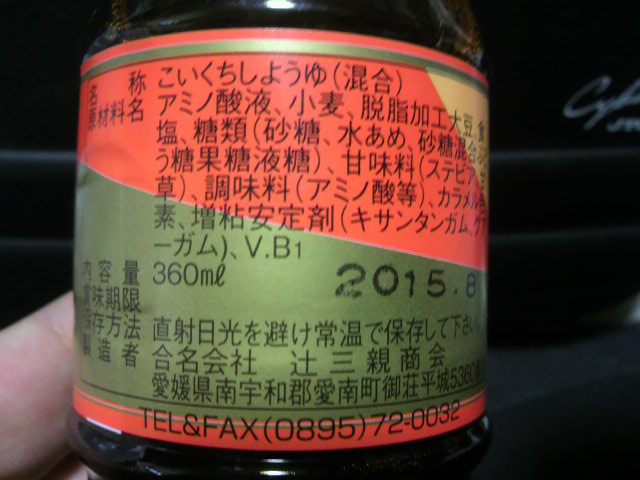 名称 こいくちしようゆ(混合)
原材料名 アミノ酸液、小麦、脱脂加工大豆、食
塩、糖類(砂糖、水あめ、砂糖混合ぶど
う糖果糖液糖)、甘味料(ステビア、甘
草)、調味料(アミノ酸等)、カラメル色
素、増粘安定剤(キサンタンガム、グァ
ーガム)、V.B1
内容量 360ml
賞味期限 2015.8
保存方法 直射日光を避け常温で保存して下さい。
製造者 合名会社 辻三親商会
愛媛県南宇和郡愛南町御荘平城5360
TEL&FAX(0895)72-0032